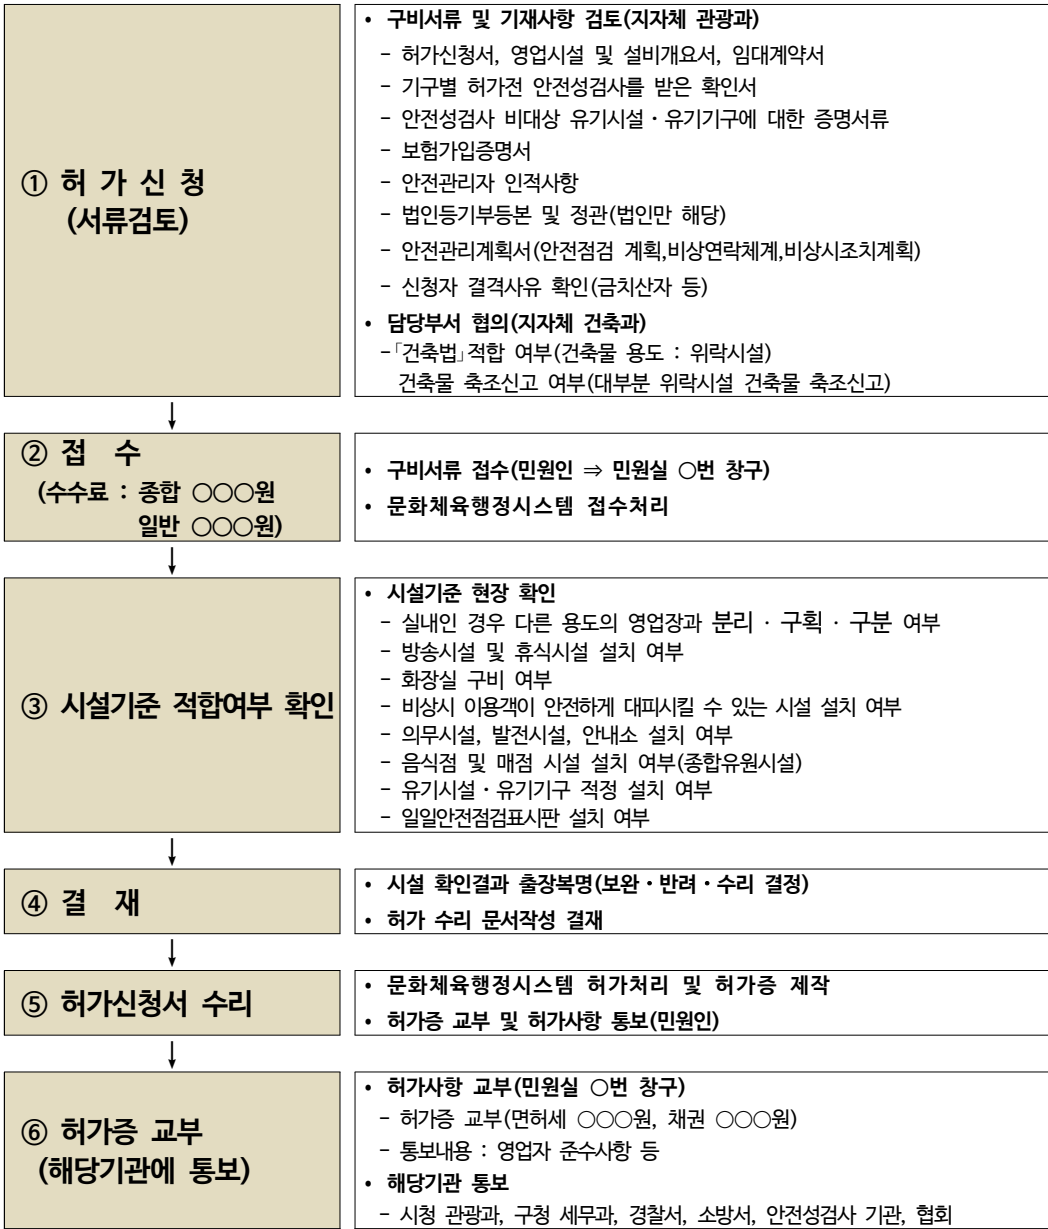 ① 허 가 신 청
(서류검토)
• 구비서류 및 기재사항 검토(지자체 관광과)
- 허가신청서, 영업시설 및 설비개요서, 임대계약서
- 기구별 허가전 안전성검사를 받은 확인서
- 안전성검사 비대상 유기시설・유기기구에 대한 증명서류
- 보험가입증명서
- 안전관리자 인적사항
- 법인등기부등본 및 정관(법인만 해당)
- 안전관리계획서(안전점검 계획,비상연락체계,비상시조치계획)
- 신청자 결격사유 확인(금치산자 등)
• 담당부서 협의(지자체 건축과)
-「건축법」적합 여부(건축물 용도 : 위락시설)
건축물 축조신고 여부(대부분 위락시설 건축물 축조신고)
② 접 수
(수수료 : 종합 ○○○원
일반 ○○○원)
• 구비서류 접수(민원인 ⇒ 민원실 ○번 창구)
• 문화체육행정시스템 접수처리
③ 시설기준 적합여부 확인
• 시설기준 현장 확인
- 실내인 경우 다른 용도의 영업장과 분리 · 구획 · 구분 여부
- 방송시설 및 휴식시설 설치 여부
- 화장실 구비 여부
- 비상시 이용객이 안전하게 대피시킬 수 있는 시설 설치 여부
- 의무시설, 발전시설, 안내소 설치 여부
- 음식점 및 매점 시설 설치 여부(종합유원시설)
- 유기시설・유기기구 적정 설치 여부
- 일일안전점검표시판 설치 여부
④ 결 재
• 시설 확인결과 출장복명(보완・반려・수리 결정)
• 허가 수리 문서작성 결재
⑤ 허가신청서 수리
• 문화체육행정시스템 허가처리 및 허가증 제작
• 허가증 교부 및 허가사항 통보(민원인)
⑥ 허가증 교부
(해당기관에 통보)
• 허가사항 교부(민원실 ○번 창구)
- 허가증 교부(면허세 ○○○원, 채권 ○○○원)
- 통보내용 : 영업자 준수사항 등
• 해당기관 통보
- 시청 관광과, 구청 세무과, 경찰서, 소방서, 안전성검사 기관, 협회